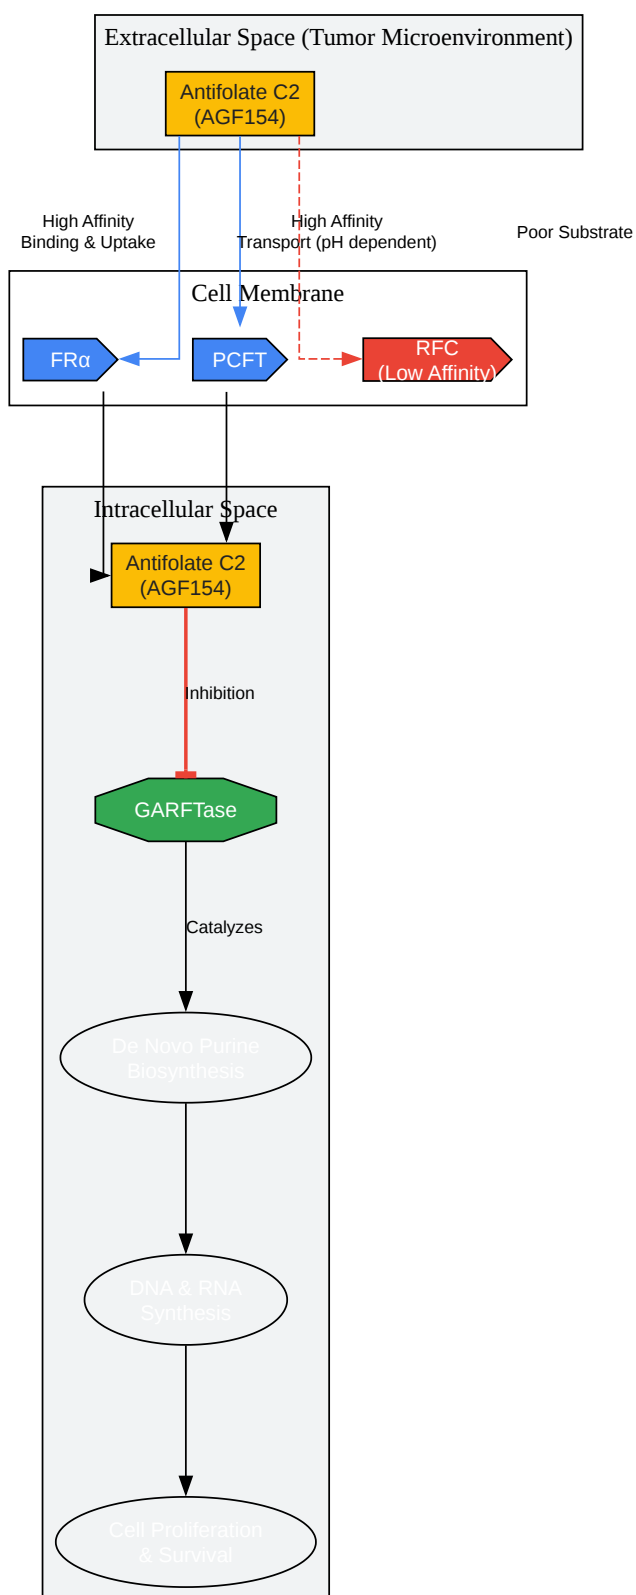 Extracellular Space (Tumor Microenvironment)
Antifolate C2
(AGF154)
High Affinity
Binding & Uptake
High Affinity
Transport (pH dependent)
Poor Substrate
Cell Membrane
FRα
PCFT
RFC
(Low Affinity)
Intracellular Space
Antifolate C2
(AGF154)
Inhibition
GARFTase
Catalyzes
De Novo Purine
Biosynthesis
DNA & RNA
Synthesis
Cell Proliferation
& Survival